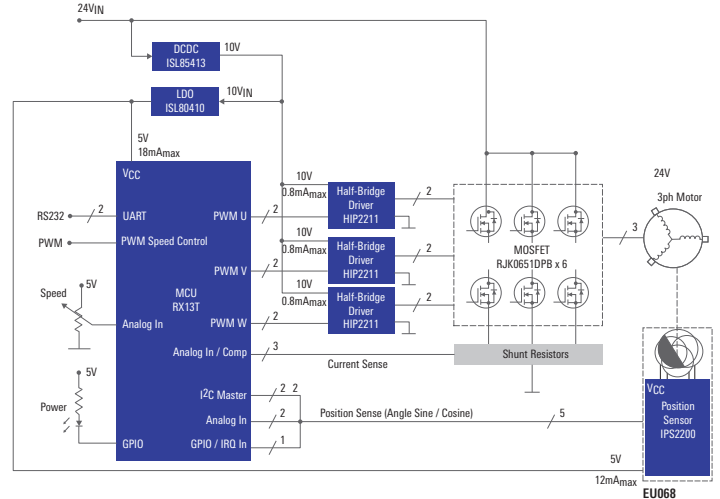 24VIN
DCDC
ISL85413
10V
LDO
ISL80410
10VIN
5V
18mAmax
VCC
RS232
2
UART
PWM
PWM Speed Control
5V
Speed
Analog In
5V
Power
GPIO
MCU
RX13T
PWM U
2
PWM V
2
PWM W
2
Analog In / Comp
3
Current Sense
I2C Master
2 2
Analog In
2
GPIO / IRQ In
1
Position Sense (Angle Sine / Cosine)
5
10V
0.8mAmax
Half-Bridge
Driver
HIP2211
2
10V
0.8mAmax
Half-Bridge
Driver
HIP2211
2
10V
0.8mAmax
Half-Bridge
Driver
HIP2211
2
MOSFET
RJK0651DPB x 6
Shunt Resistors
3
24V
3ph Motor
VCC
Position
Sensor
IPS2200
5V
12mAmax
EU068